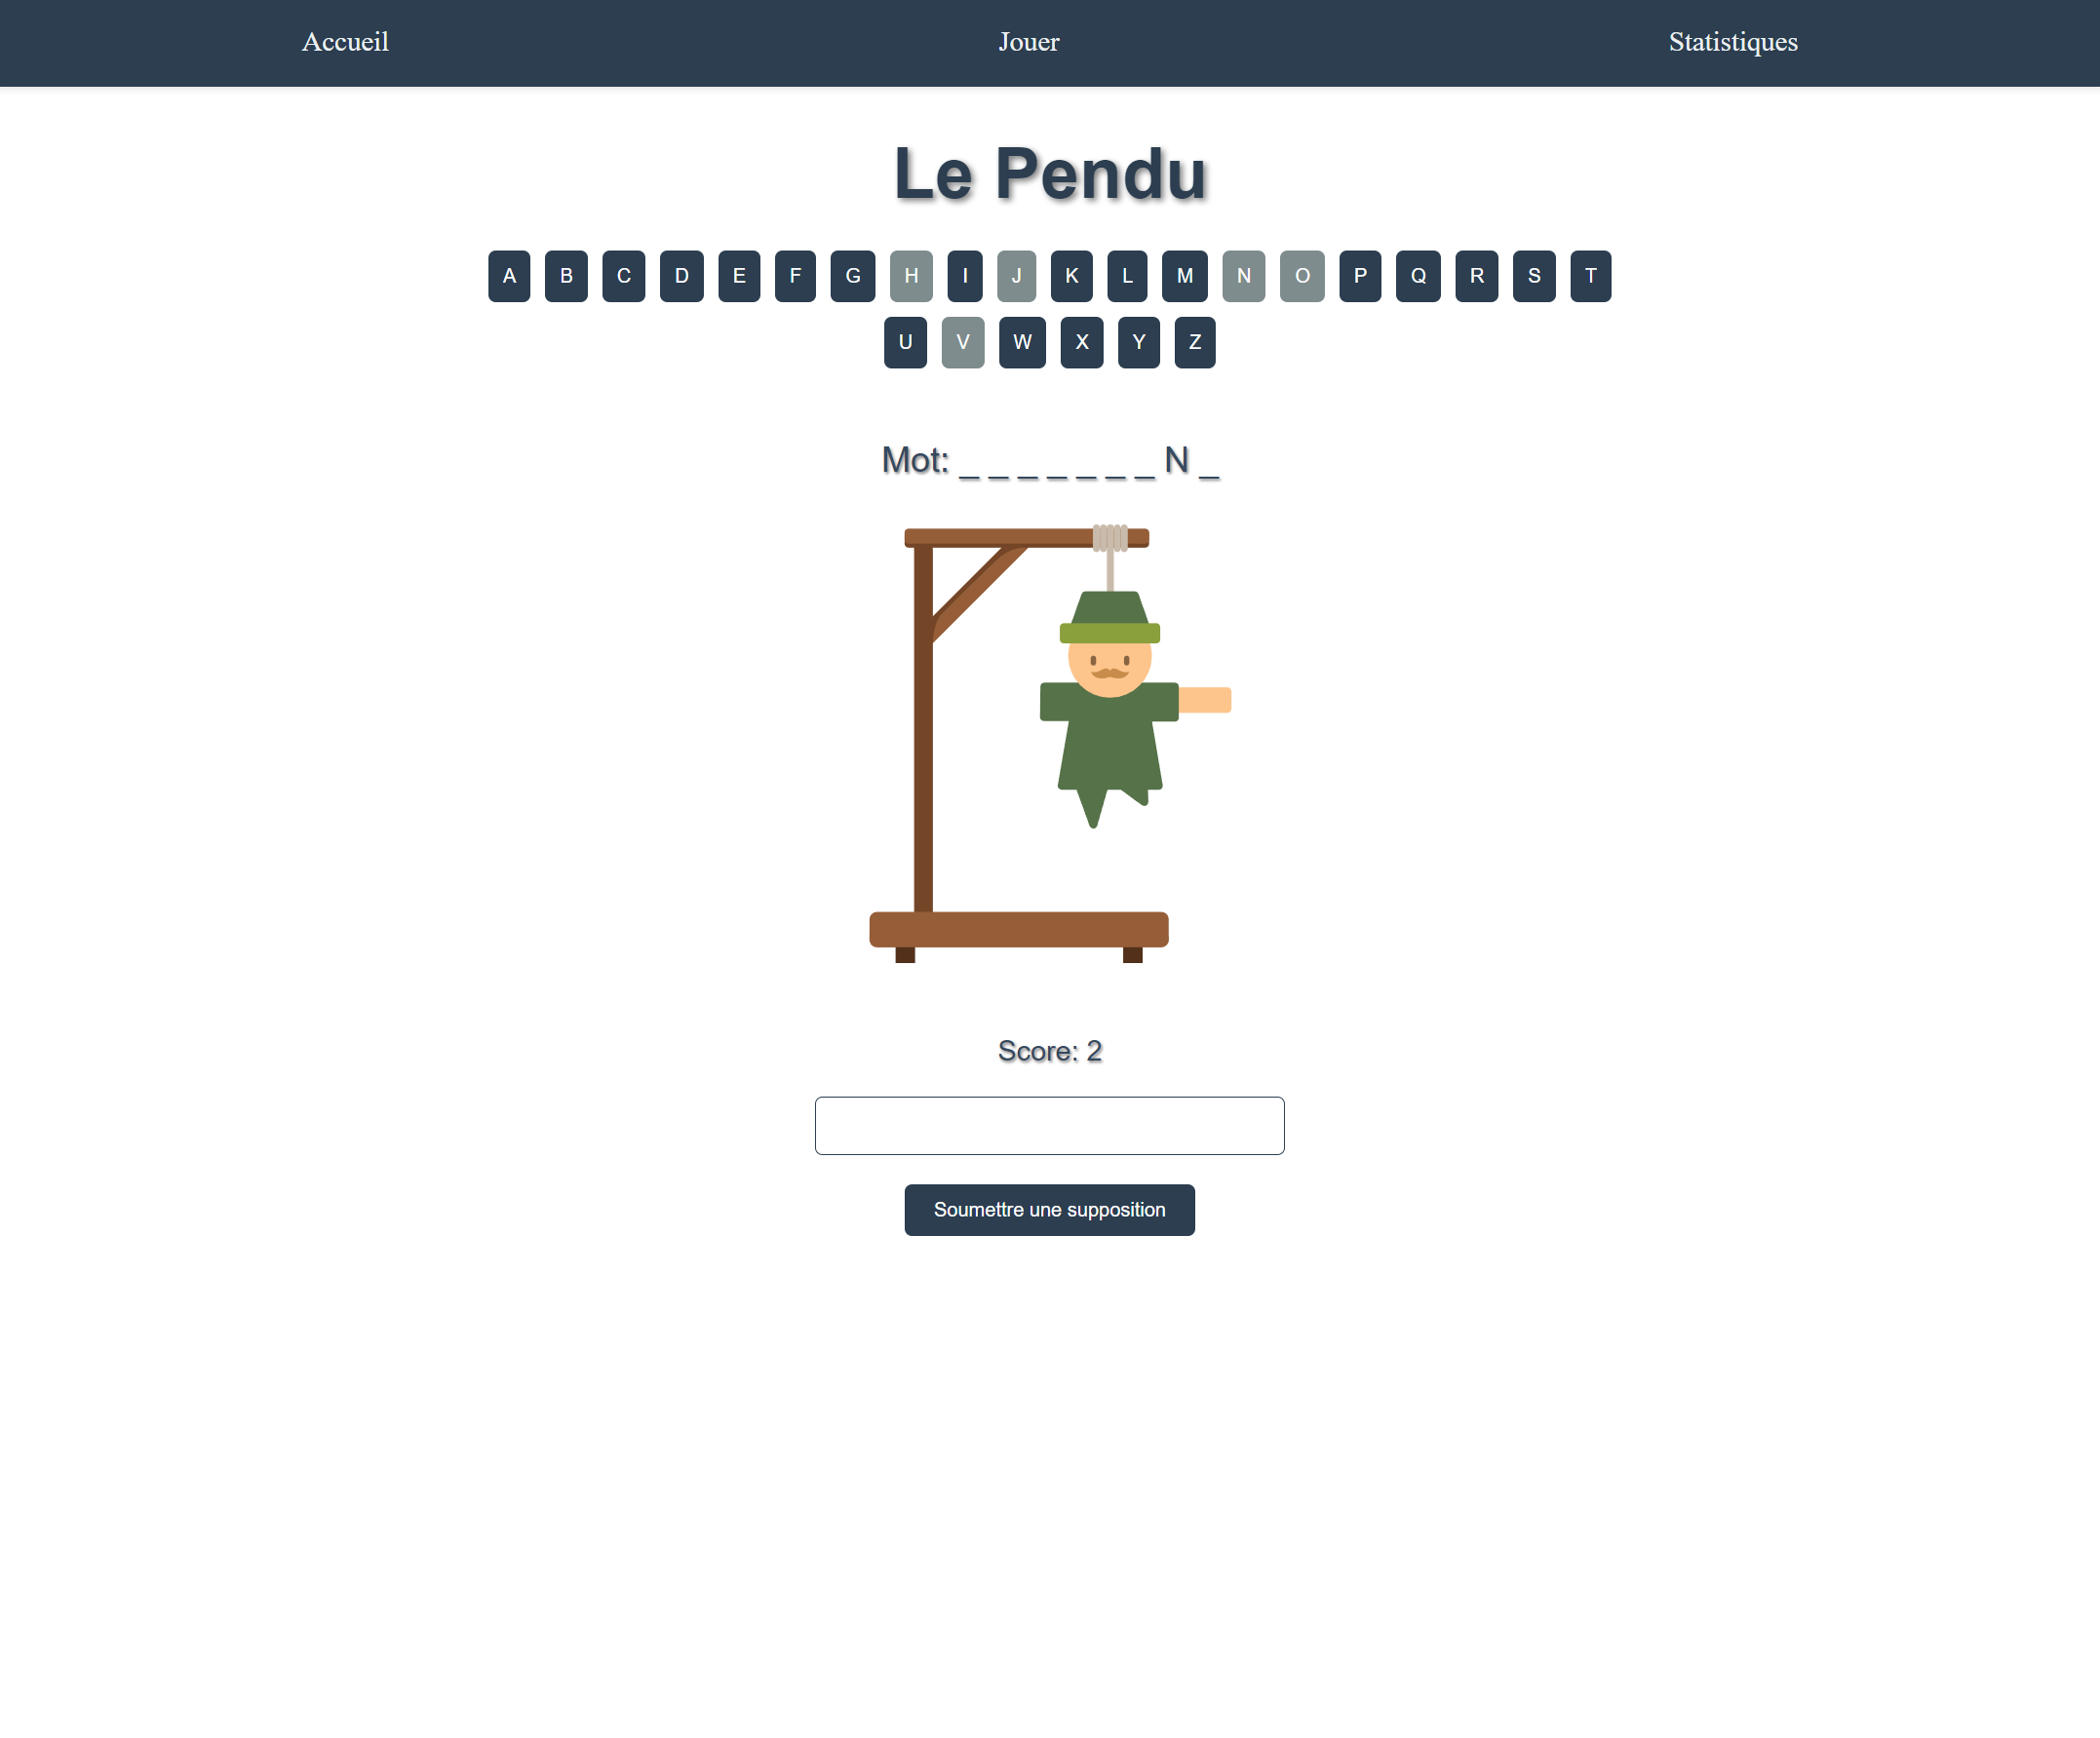 Accueil Jouer Statistiques
Le Pendu
A B C D E F G H I J K L M N O P Q R S T
U V W X Y Z
Mot: _ _ _ _ _ _ _ N _
Score: 2
Soumettre une supposition